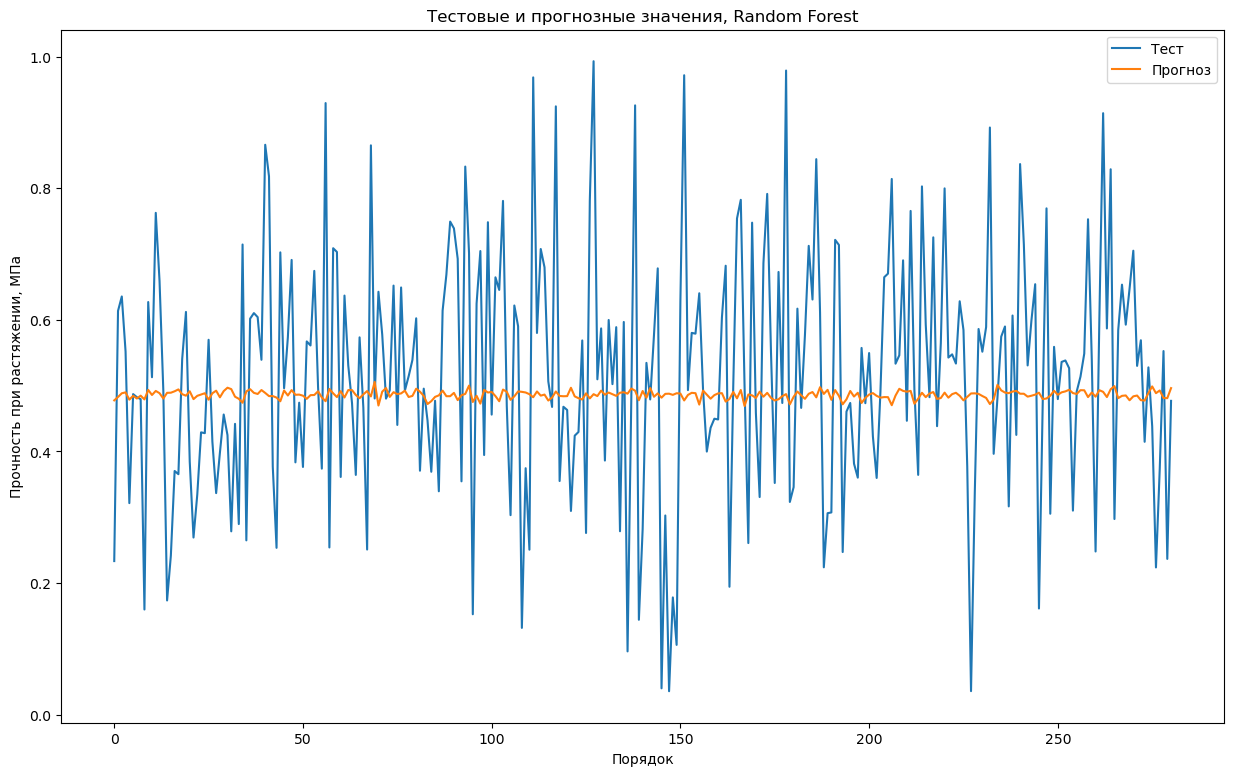 Тестовые и прогнозные значения, Random Forest
Тест
Прогноз
Прочность при растяжении, МПа
1.0
0.8
0.6
0.4
0.2
0.0
0
50
100
150
200
250
Порядок